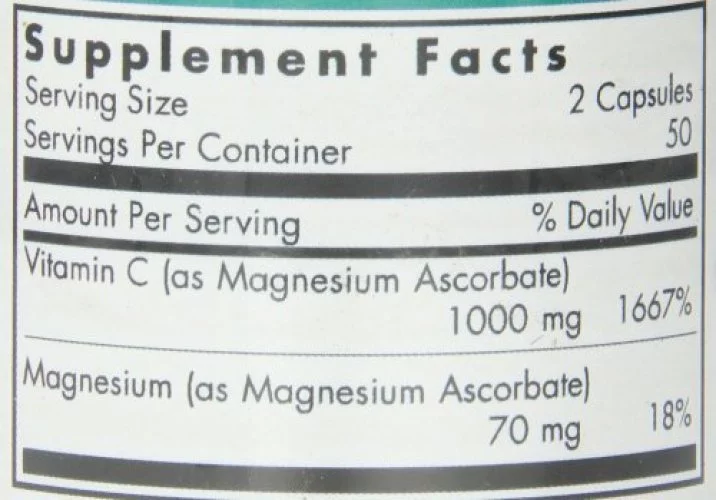 Supplement Facts
Serving Size 2 Capsules
Servings Per Container 50
Amount Per Serving % Daily Value
Vitamin C (as Magnesium Ascorbate)
1000 mg 1667%
Magnesium (as Magnesium Ascorbate)
70 mg 18%